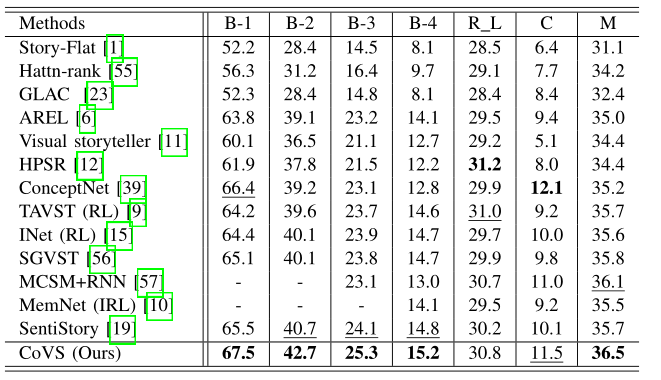 Methods B-1 B-2 B-3 B-4 R_L C M
Story-Flat [1] 52.2 28.4 14.5 8.1 28.5 6.4 31.1
Hattn-rank [55] 56.3 31.2 16.4 9.7 29.1 7.7 34.2
GLAC [23] 52.3 28.4 14.8 8.1 28.4 8.4 32.4
AREL [6] 63.8 39.1 23.2 14.1 29.5 9.4 35.0
Visual storyteller [11] 60.1 36.5 21.1 12.7 29.2 5.1 34.4
HPSR [12] 61.9 37.8 21.5 12.2 31.2 8.0 34.4
ConceptNet [39] 66.4 39.2 23.1 12.8 29.9 12.1 35.2
TAVST (RL) [9] 64.2 39.6 23.7 14.6 31.0 9.2 35.7
INet (RL) [15] 64.4 40.1 23.9 14.7 29.7 10.0 35.6
SGVST [56] 65.1 40.1 23.8 14.7 29.9 9.8 35.8
MCSM+RNN [57] - - 23.1 13.0 30.7 11.0 36.1
MemNet (IRL) [10] - - - 14.1 29.5 9.2 35.5
SentiStory [19] 65.5 40.7 24.1 14.8 30.2 10.1 35.7
CoVS (Ours) 67.5 42.7 25.3 15.2 30.8 11.5 36.5